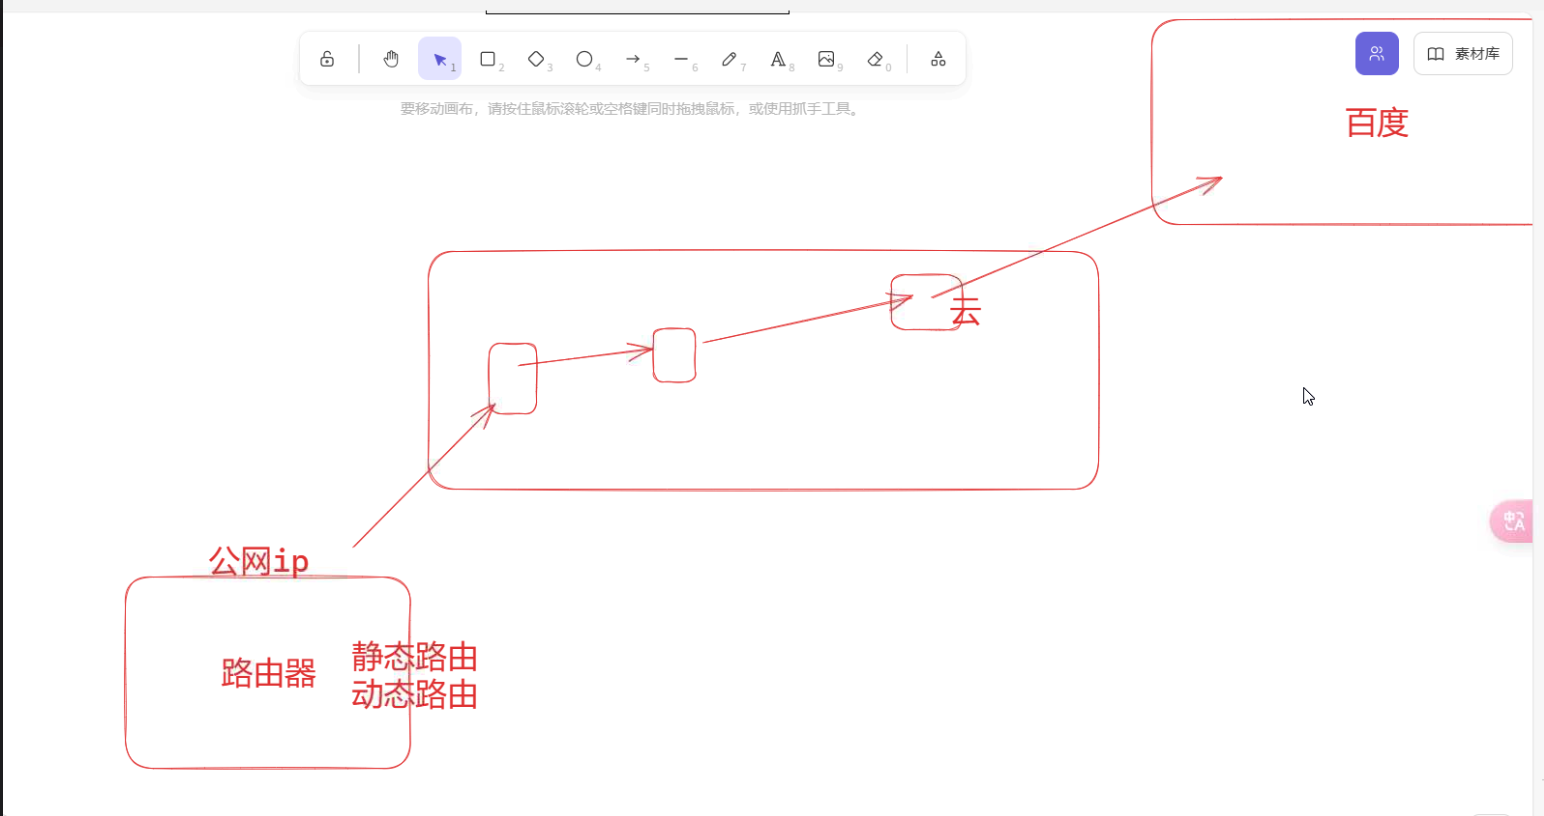 1 2 3 4 5 6 7 A 8 9 0
素材库
要移动画布，请按住鼠标滚轮或空格键同时拖拽鼠标，或使用抓手工具。
百度
云
公网ip
路由器
静态路由
动态路由